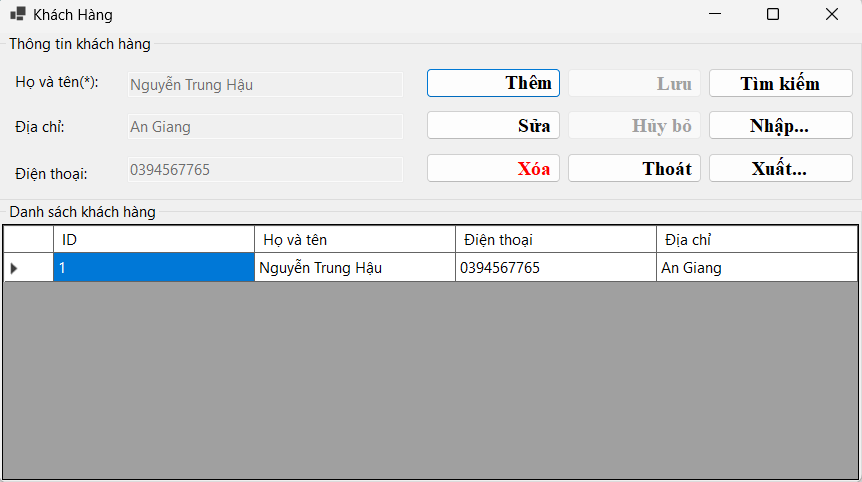 Khách Hàng
Thông tin khách hàng
Họ và tên(*): Nguyễn Trung Hậu Thêm Lưu Tìm kiếm
Địa chỉ: An Giang Sửa Hủy bỏ Nhập...
Điện thoại: 0394567765 Xóa Thoát Xuất...
Danh sách khách hàng
ID Họ và tên Điện thoại Địa chỉ
1 Nguyễn Trung Hậu 0394567765 An Giang